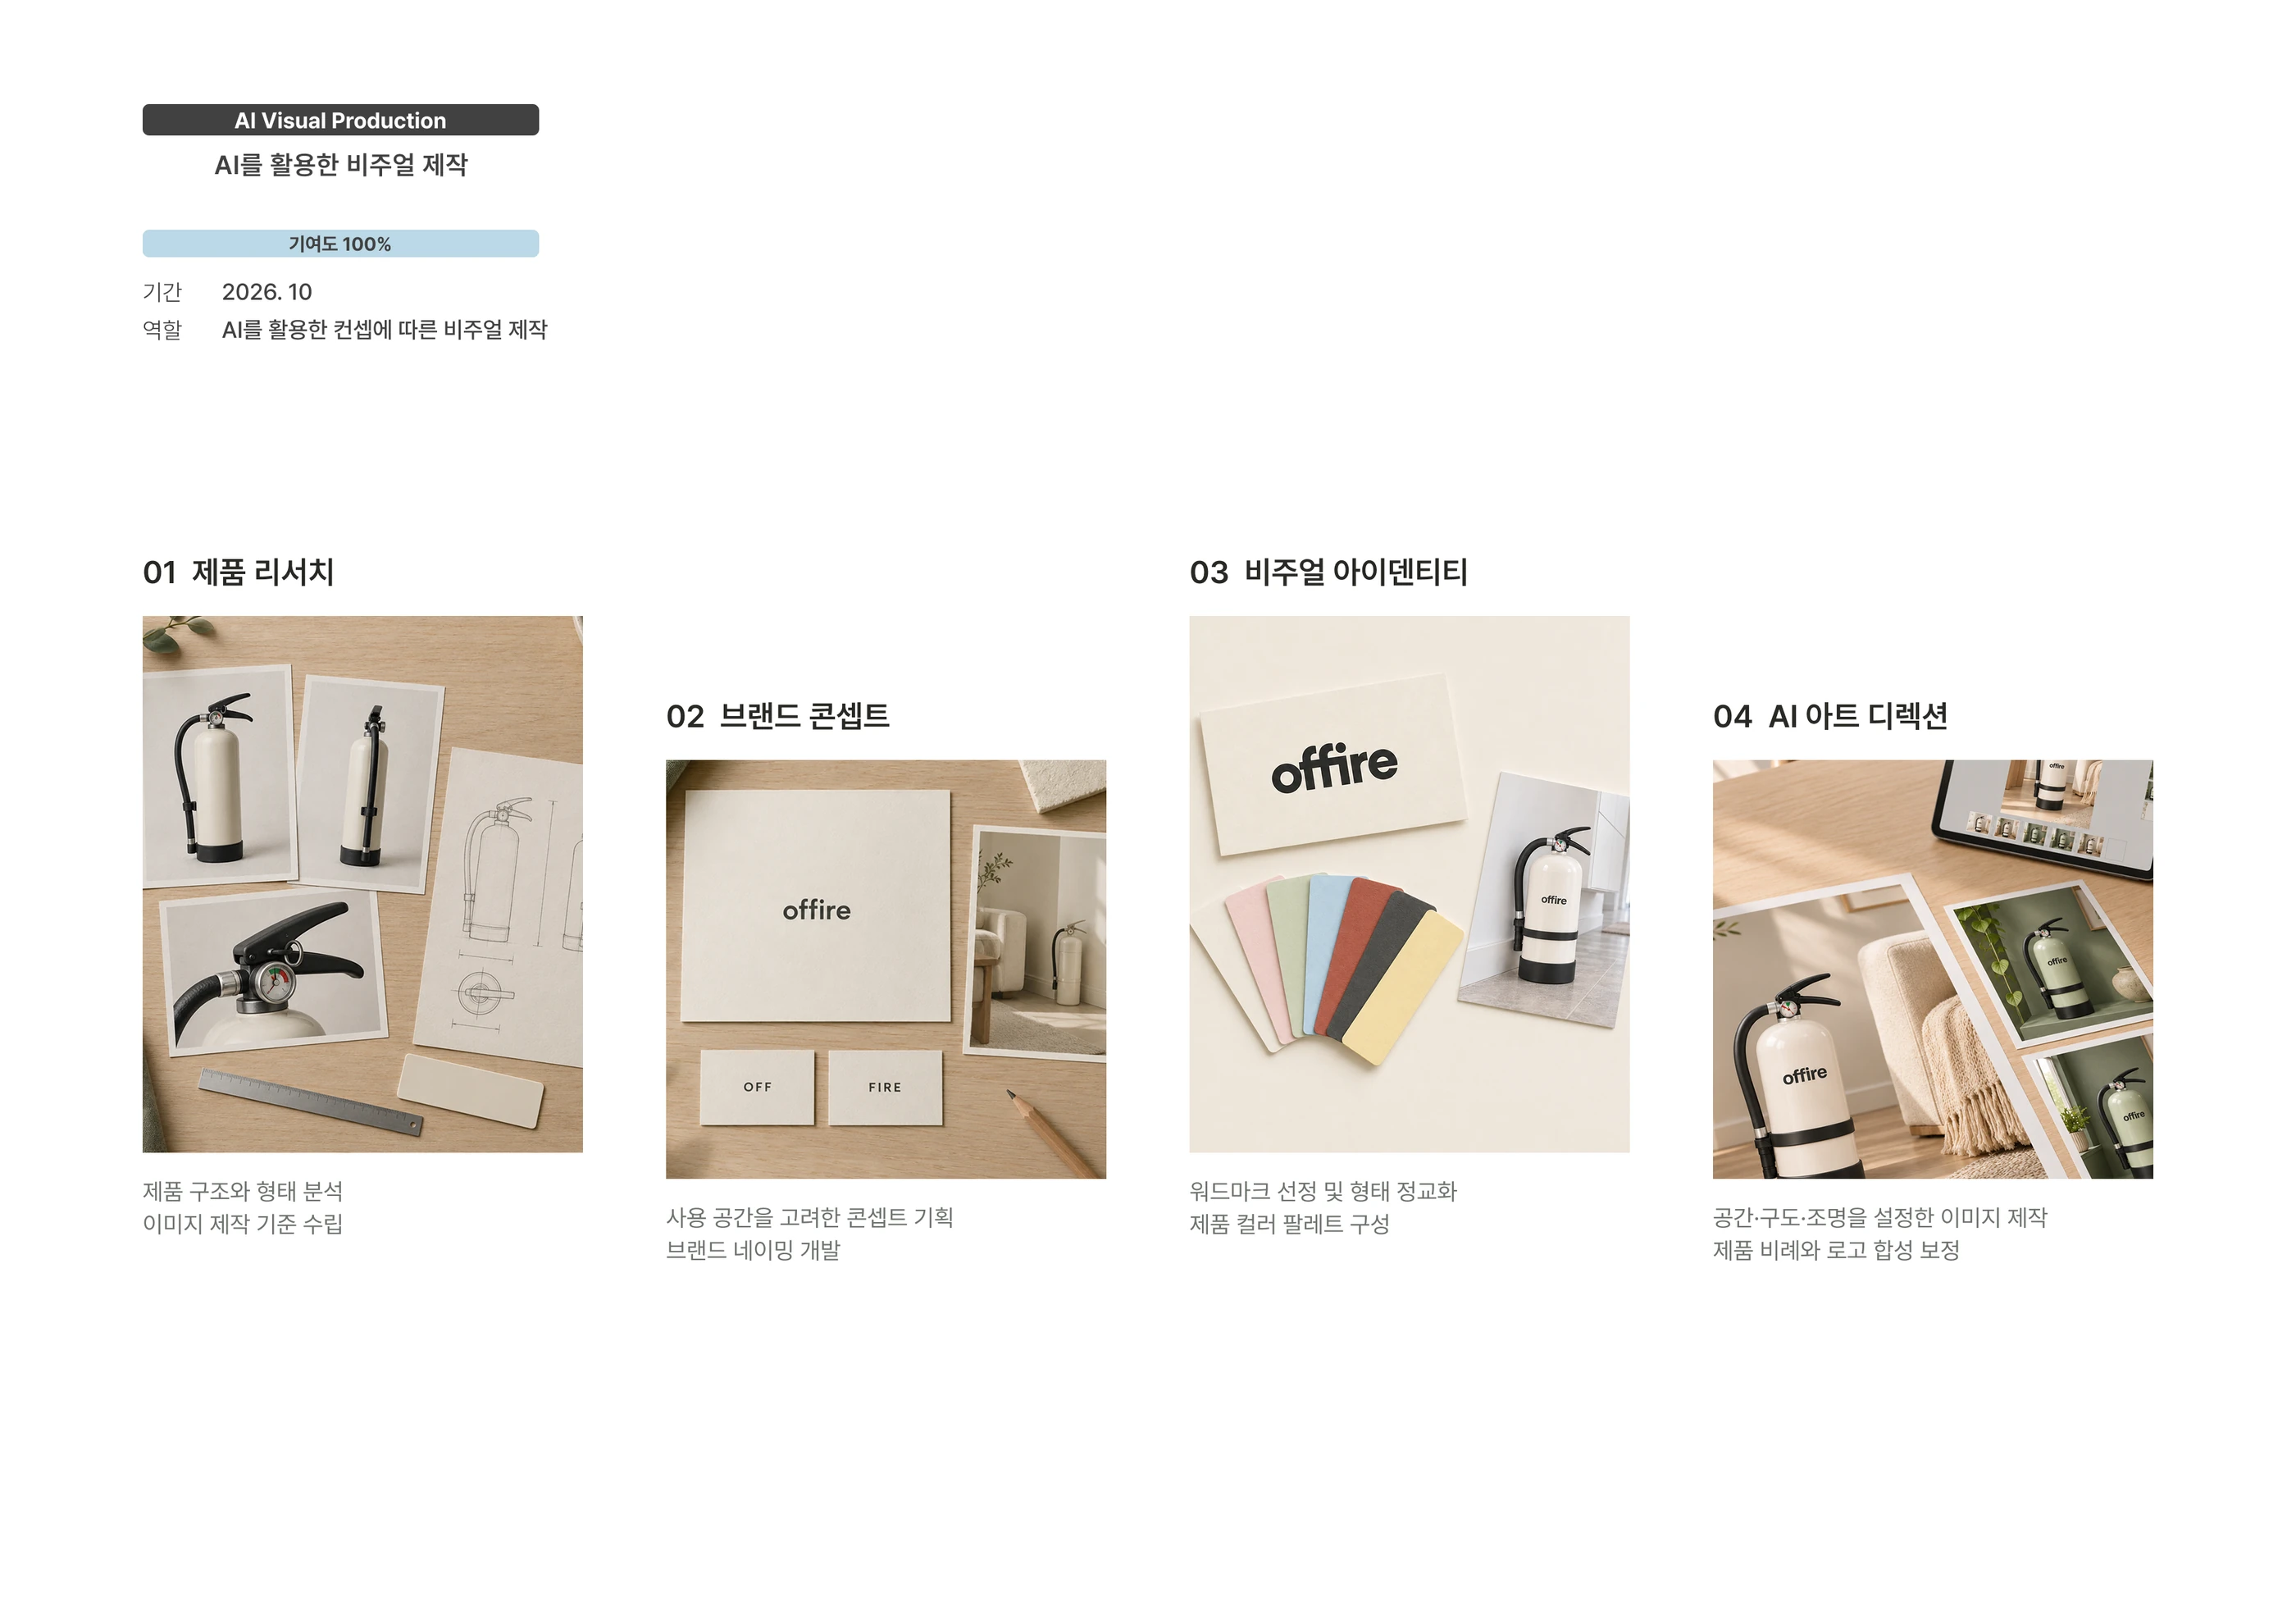 AI Visual Production
AI를 활용한 비주얼 제작
기여도 100%
기간 2026. 10
역할 AI를 활용한 컨셉에 따른 비주얼 제작
01 제품 리서치
제품 구조와 형태 분석
이미지 제작 기준 수립
02 브랜드 콘셉트
offire
OFF
FIRE
사용 공간을 고려한 콘셉트 기획
브랜드 네이밍 개발
03 비주얼 아이덴티티
offire
offire
워드마크 선정 및 형태 정교화
제품 컬러 팔레트 구성
04 AI 아트 디렉션
offire
offire
offire
offire
공간·구도·조명을 설정한 이미지 제작
제품 비례와 로고 합성 보정